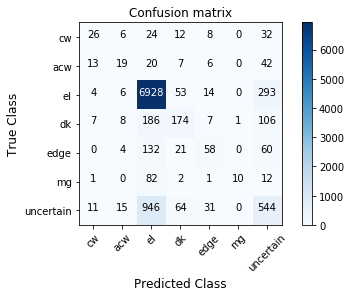 Confusion matrix
True Class
cw 26 6 24 12 8 0 32
acw 13 19 20 7 6 0 42
el 4 6 6928 53 14 0 293
dk 7 8 186 174 7 1 106
edge 0 4 132 21 58 0 60
mg 1 0 82 2 1 10 12
uncertain 11 15 946 64 31 0 544
cw acw el dk edge mg uncertain
Predicted Class
6000
5000
4000
3000
2000
1000
0